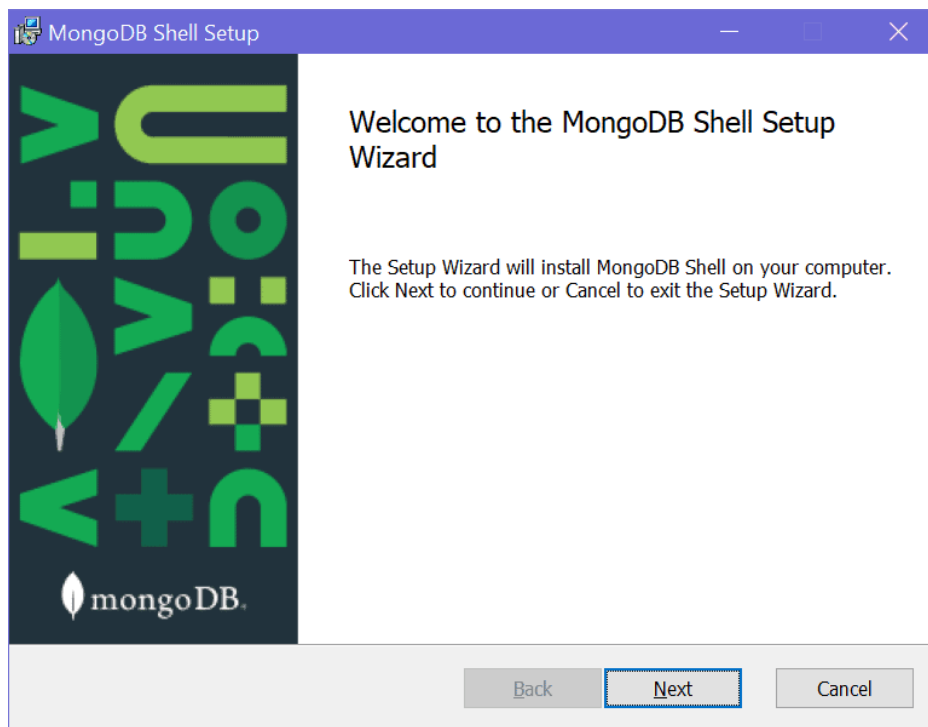 MongoDB Shell Setup
Welcome to the MongoDB Shell Setup
Wizard
The Setup Wizard will install MongoDB Shell on your computer.
Click Next to continue or Cancel to exit the Setup Wizard.
mongoDB.
Back
Next
Cancel